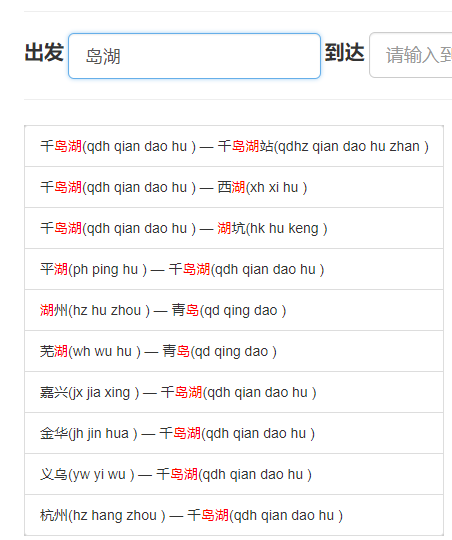 出发 岛湖 到达 请输入到
千岛湖(qdh qian dao hu ) — 千岛湖站(qdhz qian dao hu zhan )
千岛湖(qdh qian dao hu ) — 西湖(xh xi hu )
千岛湖(qdh qian dao hu ) — 湖坑(hk hu keng )
平湖(ph ping hu ) — 千岛湖(qdh qian dao hu )
湖州(hz hu zhou ) — 青岛(qd qing dao )
芜湖(wh wu hu ) — 青岛(qd qing dao )
嘉兴(jx jia xing ) — 千岛湖(qdh qian dao hu )
金华(jh jin hua ) — 千岛湖(qdh qian dao hu )
义乌(yw yi wu ) — 千岛湖(qdh qian dao hu )
杭州(hz hang zhou ) — 千岛湖(qdh qian dao hu )